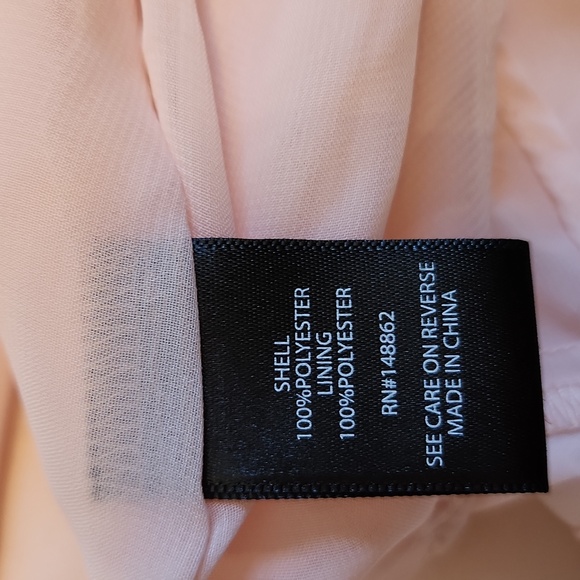 SHELL
100%POLYESTER
LINING
100%POLYESTER
RN#148862
SEE CARE ON REVERSE
MADE IN CHINA